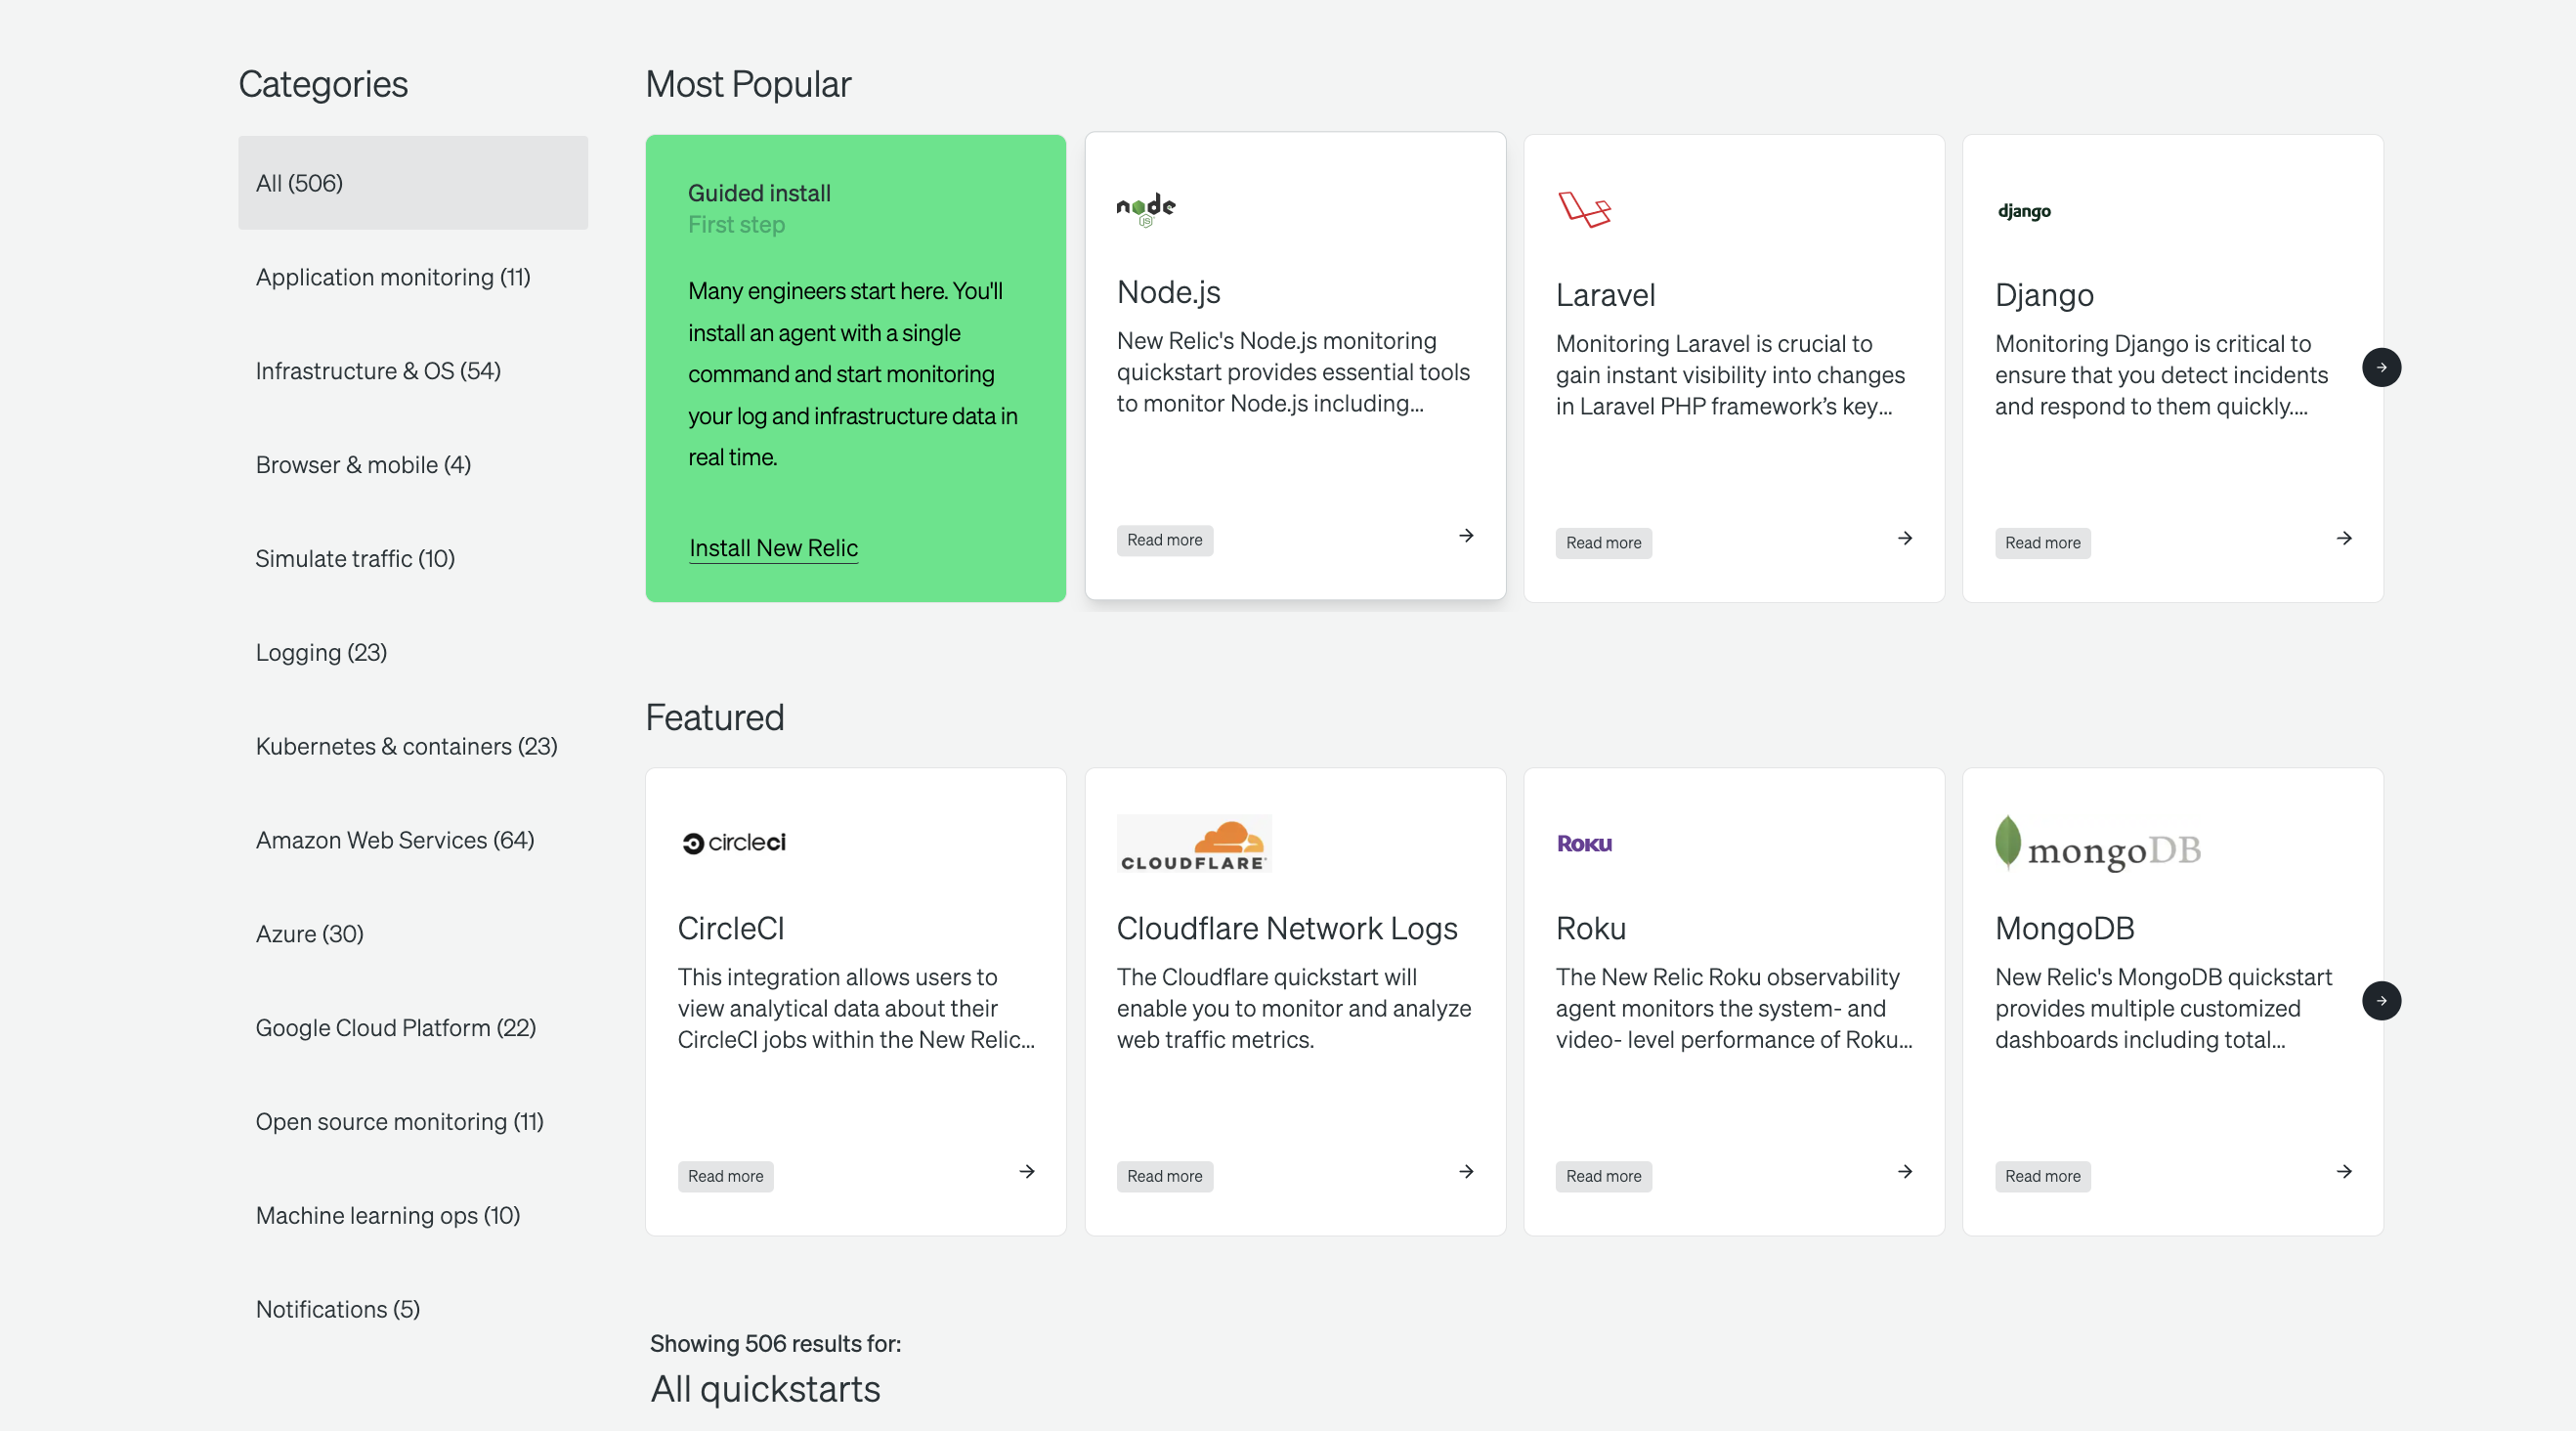 Categories
All (506)
Application monitoring (11)
Infrastructure & OS (54)
Browser & mobile (4)
Simulate traffic (10)
Logging (23)
Kubernetes & containers (23)
Amazon Web Services (64)
Azure (30)
Google Cloud Platform (22)
Open source monitoring (11)
Machine learning ops (10)
Notifications (5)
Most Popular
Guided install
First step
Many engineers start here. You'll
install an agent with a single
command and start monitoring
your log and infrastructure data in
real time.
Install New Relic
node
JS
Node.js
New Relic's Node.js monitoring
quickstart provides essential tools
to monitor Node.js including...
Read more
Laravel
Monitoring Laravel is crucial to
gain instant visibility into changes
in Laravel PHP framework’s key...
Read more
django
Django
Monitoring Django is critical to
ensure that you detect incidents
and respond to them quickly....
Read more
Featured
circleci
CircleCI
This integration allows users to
view analytical data about their
CircleCI jobs within the New Relic...
Read more
CLOUDFLARE
Cloudflare Network Logs
The Cloudflare quickstart will
enable you to monitor and analyze
web traffic metrics.
Read more
ROKU
Roku
The New Relic Roku observability
agent monitors the system- and
video- level performance of Roku...
Read more
mongoDB
MongoDB
New Relic's MongoDB quickstart
provides multiple customized
dashboards including total...
Read more
Showing 506 results for:
All quickstarts